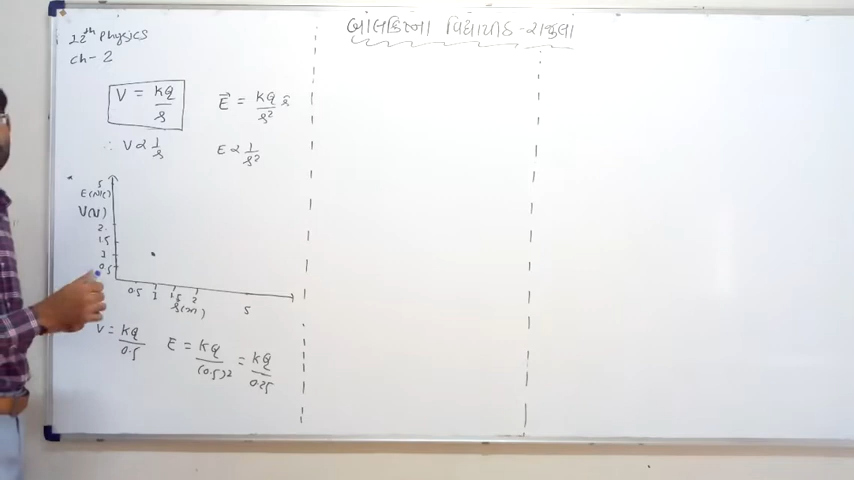 12th Physics
ch-2
બાલક્રિષ્ના વિદ્યાપીઠ - રાજુલા
V = kq/r
E⃗ = kq/r² r̂
∴ V ∝ 1/r
E ∝ 1/r²
5
E(N/C)
V(V)
2
1.5
1
0.5
0.5 1 1.5 2 5
r(m)
V = kq/0.5
E = kq/(0.5)² = kq/0.25